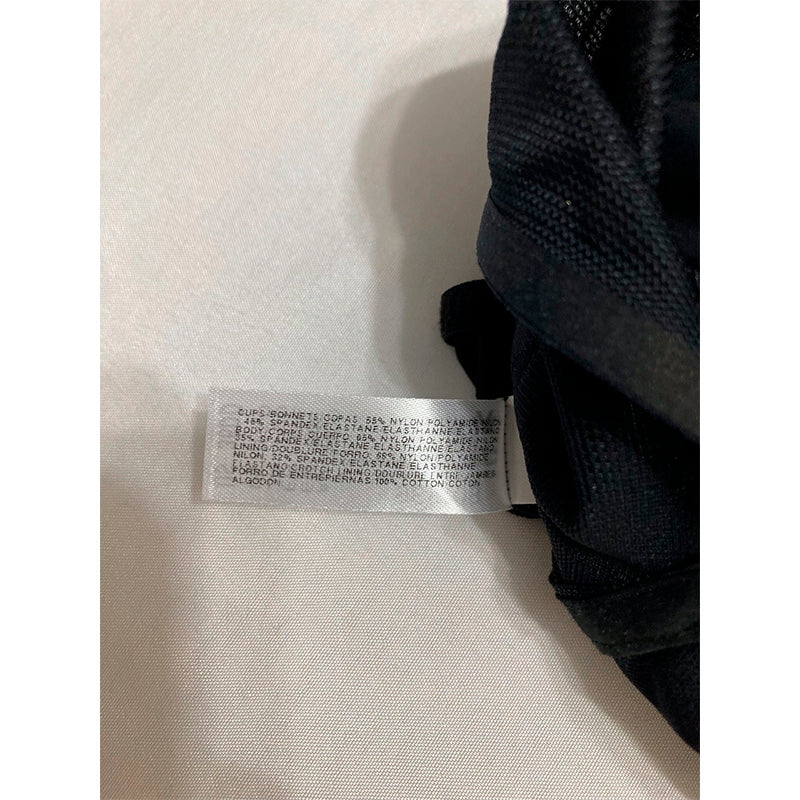 CUPS/BONNETS/COPAS: 55% NYLON/POLYAMIDE/NILON
45% SPANDEX/ELASTANE/ELASTHANNE/ELASTANO
BODY/CORPS/CUERPO: 65% NYLON/POLYAMIDE/NILON
35% SPANDEX/ELASTANE/ELASTHANNE/ELASTANO
LINING/DOUBLURE/FORRO: 68% NYLON/POLYAMIDE
NILON. 32% SPANDEX/ELASTANE/ELASTHANNE
ELASTANO CROTCH LINING/DOUBLURE ENTRE-JAMBES
FORRO DE ENTREPIERNAS 100% COTTON/COTON
ALGODON